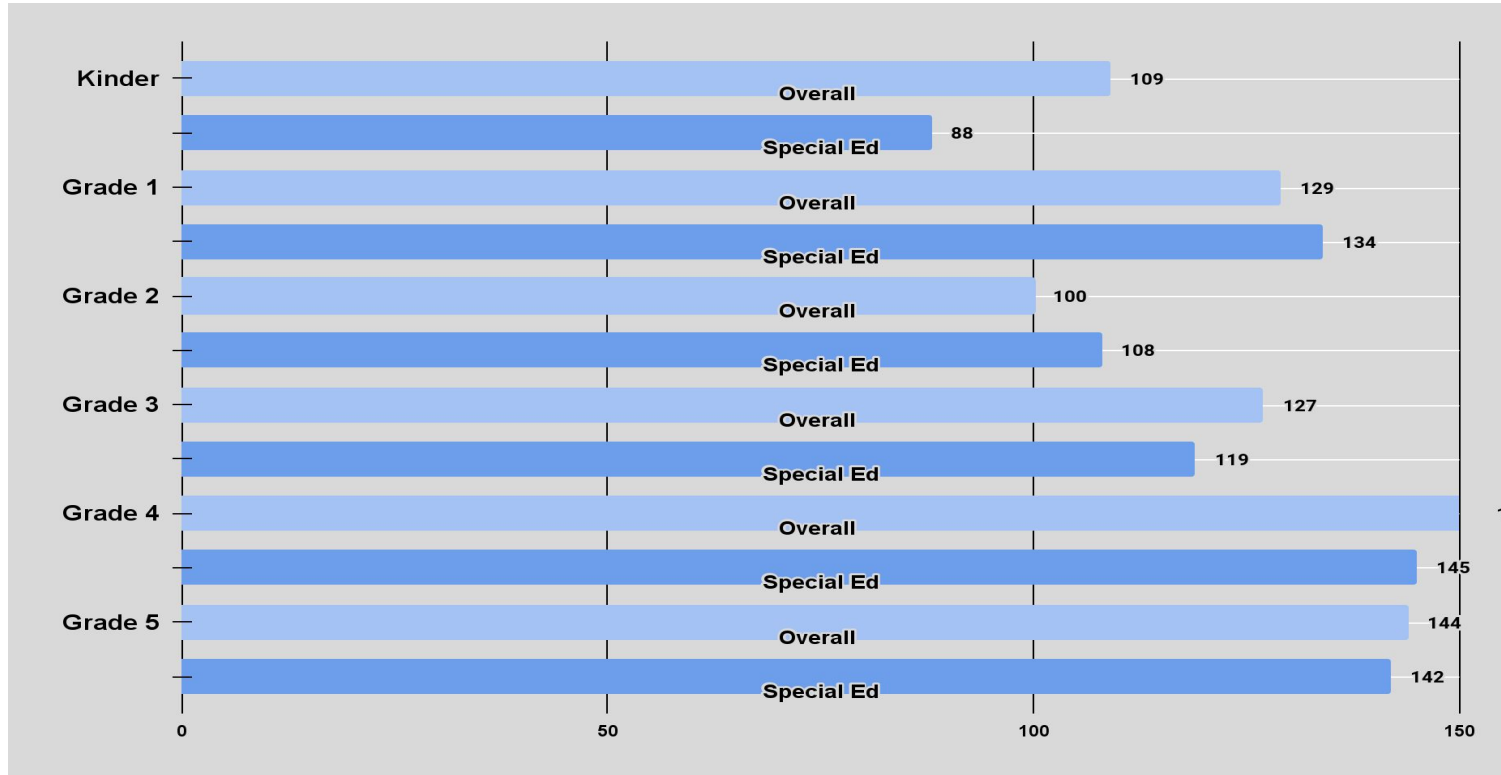 Kinder
Overall
109
Special Ed
88
Grade 1
Overall
129
Special Ed
134
Grade 2
Overall
100
Special Ed
108
Grade 3
Overall
127
Special Ed
119
Grade 4
Overall
Special Ed
145
Grade 5
Overall
144
Special Ed
142
0 50 100 150